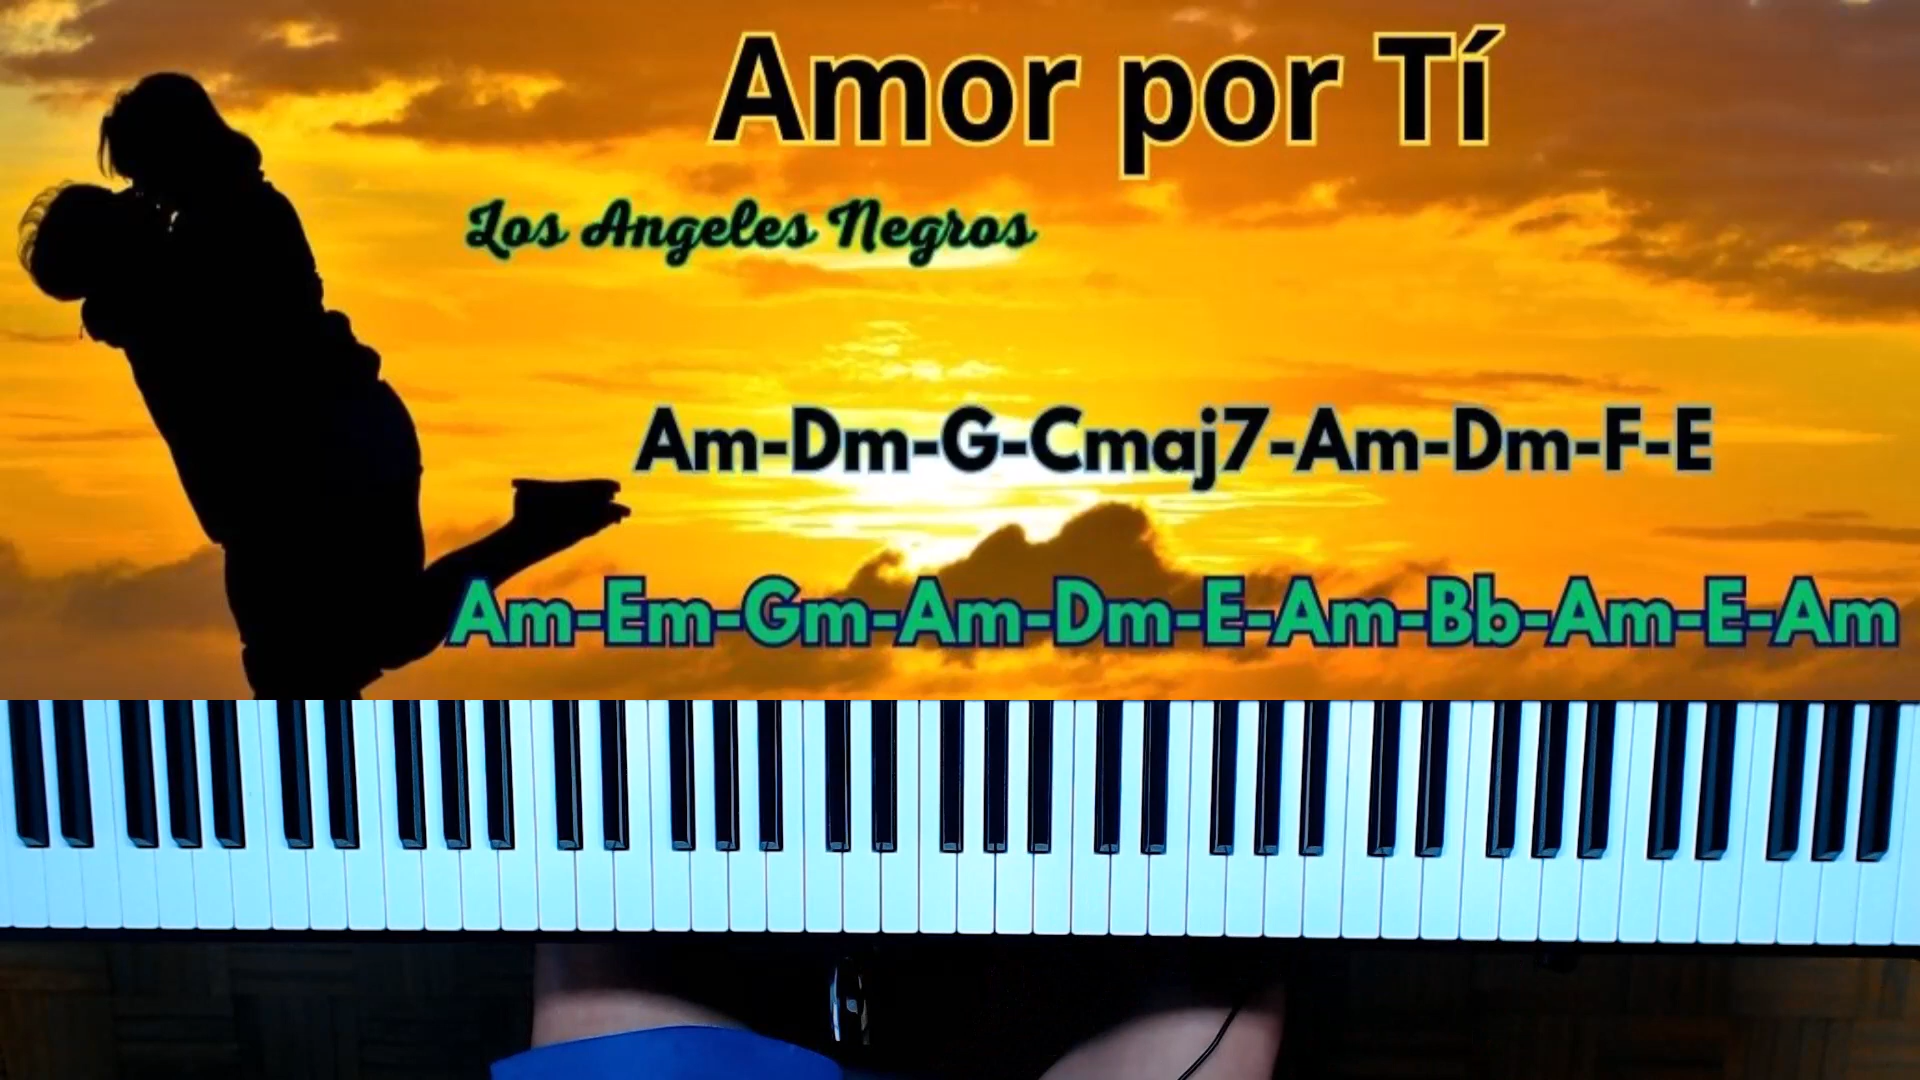 Amor por Tí
Los Angeles Negros
Am-Dm-G-Cmaj7-Am-Dm-F-E
Am-Em-Gm-Am-Dm-E-Am-Bb-Am-E-Am